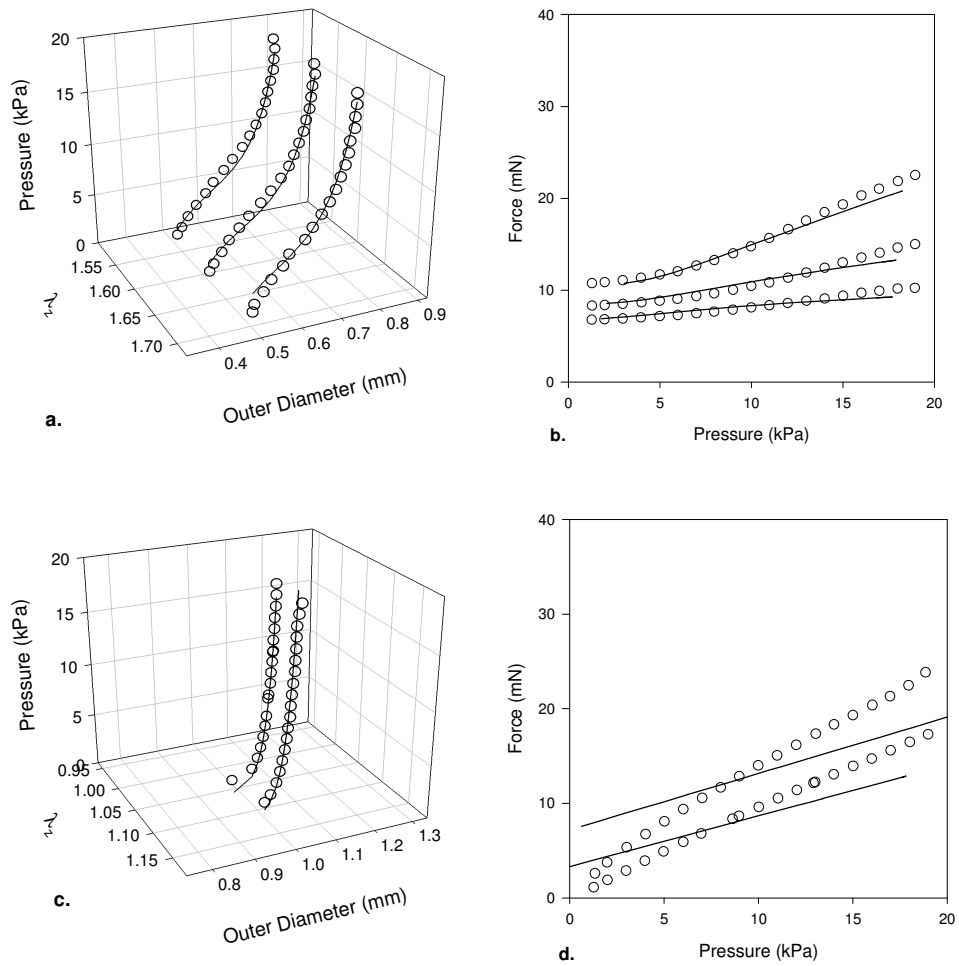 20
15
10
5
0
Pressure (kPa)
1.55
1.60
1.65
1.70
λz
0.4
0.5
0.6
0.7
0.8
0.9
Outer Diameter (mm)
a.
40
30
20
10
0
Force (mN)
0 5 10 15 20
Pressure (kPa)
b.
20
15
10
5
0
Pressure (kPa)
0.95
1.00
1.05
1.10
1.15
λz
0.8
0.9
1.0
1.1
1.2
1.3
Outer Diameter (mm)
c.
40
30
20
10
0
Force (mN)
0 5 10 15 20
Pressure (kPa)
d.